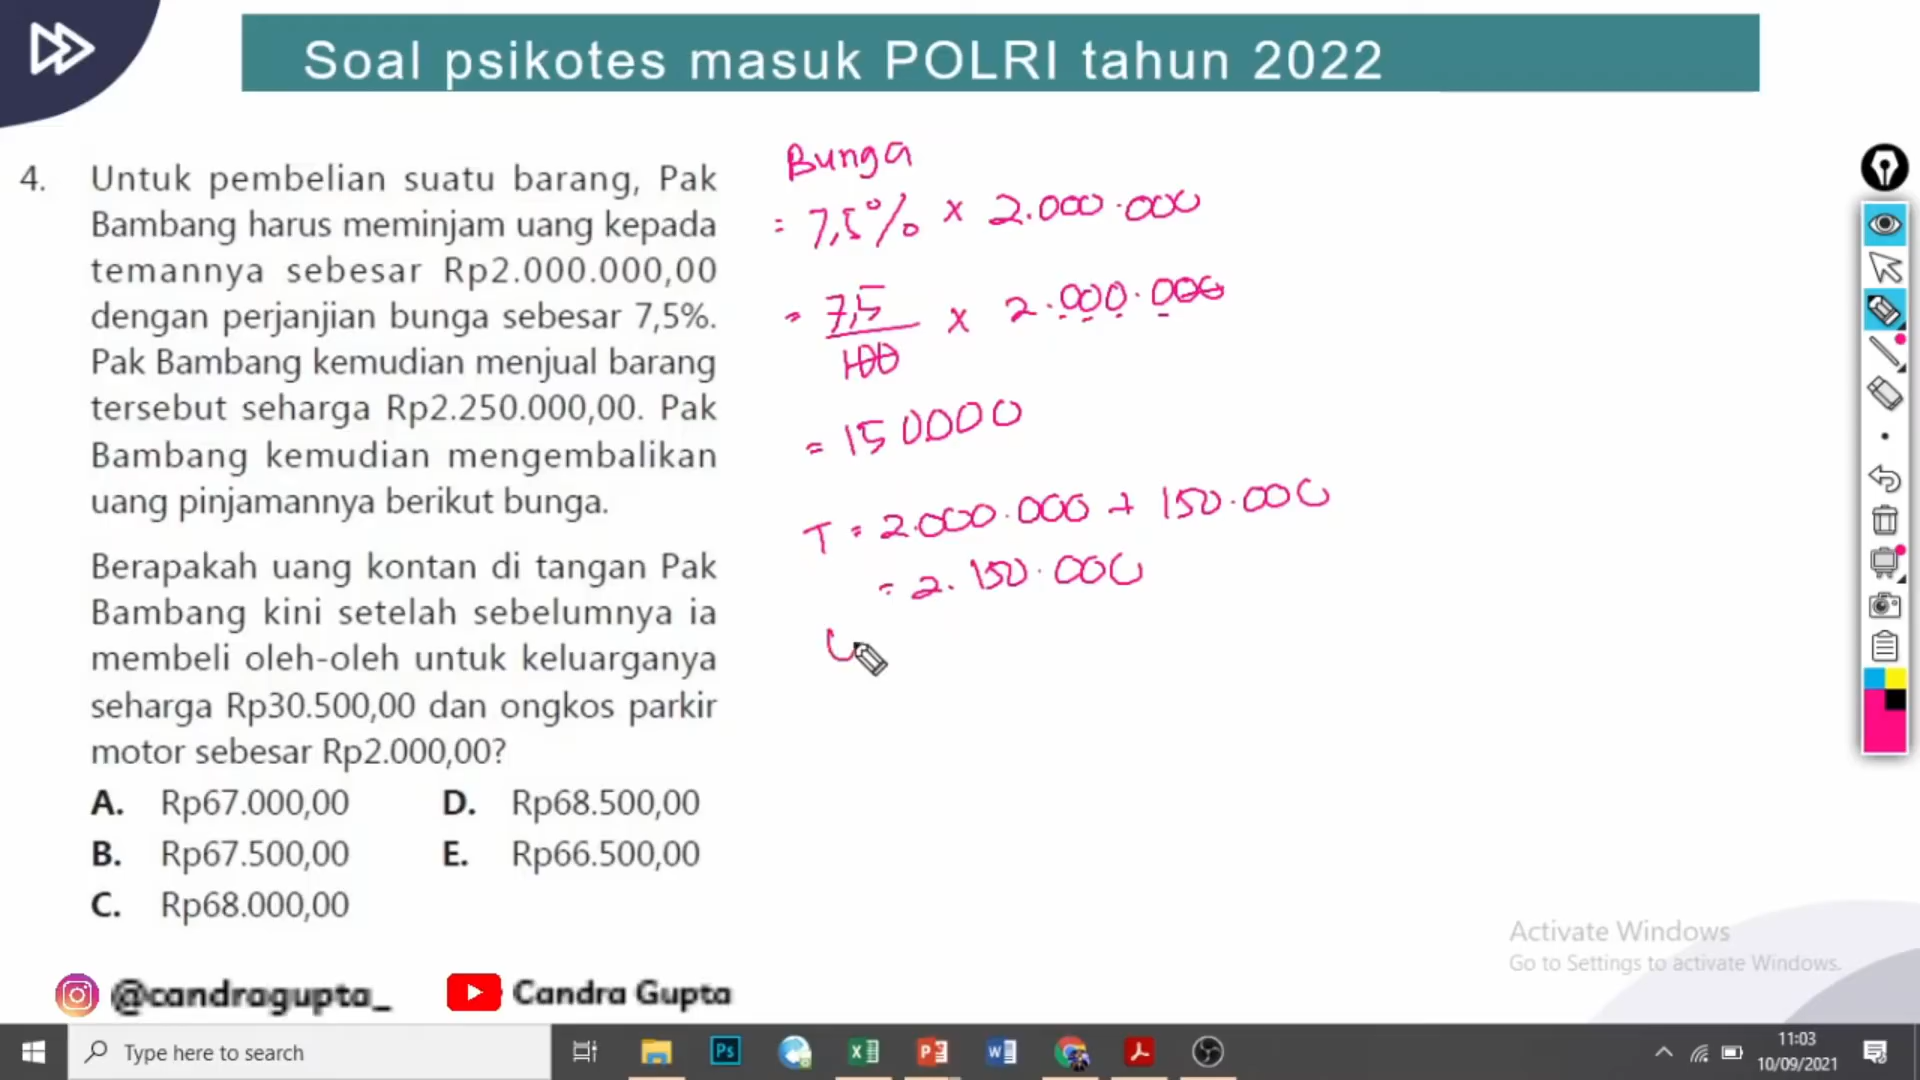 Soal psikotes masuk POLRI tahun 2022
4. Untuk pembelian suatu barang, Pak
Bambang harus meminjam uang kepada
temannya sebesar Rp2.000.000,00
dengan perjanjian bunga sebesar 7,5%.
Pak Bambang kemudian menjual barang
tersebut seharga Rp2.250.000,00. Pak
Bambang kemudian mengembalikan
uang pinjamannya berikut bunga.
Berapakah uang kontan di tangan Pak
Bambang kini setelah sebelumnya ia
membeli oleh-oleh untuk keluarganya
seharga Rp30.500,00 dan ongkos parkir
motor sebesar Rp2.000,00?
A. Rp67.000,00 D. Rp68.500,00
B. Rp67.500,00 E. Rp66.500,00
C. Rp68.000,00
Bunga
= 7,5% x 2.000.000
= 7,5/100 x 2.000.000
= 150000
T = 2.000.000 + 150.000
= 2.150.000
@candragupta_ Candra Gupta
Activate Windows
Go to Settings to activate Windows.
Type here to search
Ps
11:03
10/09/2021